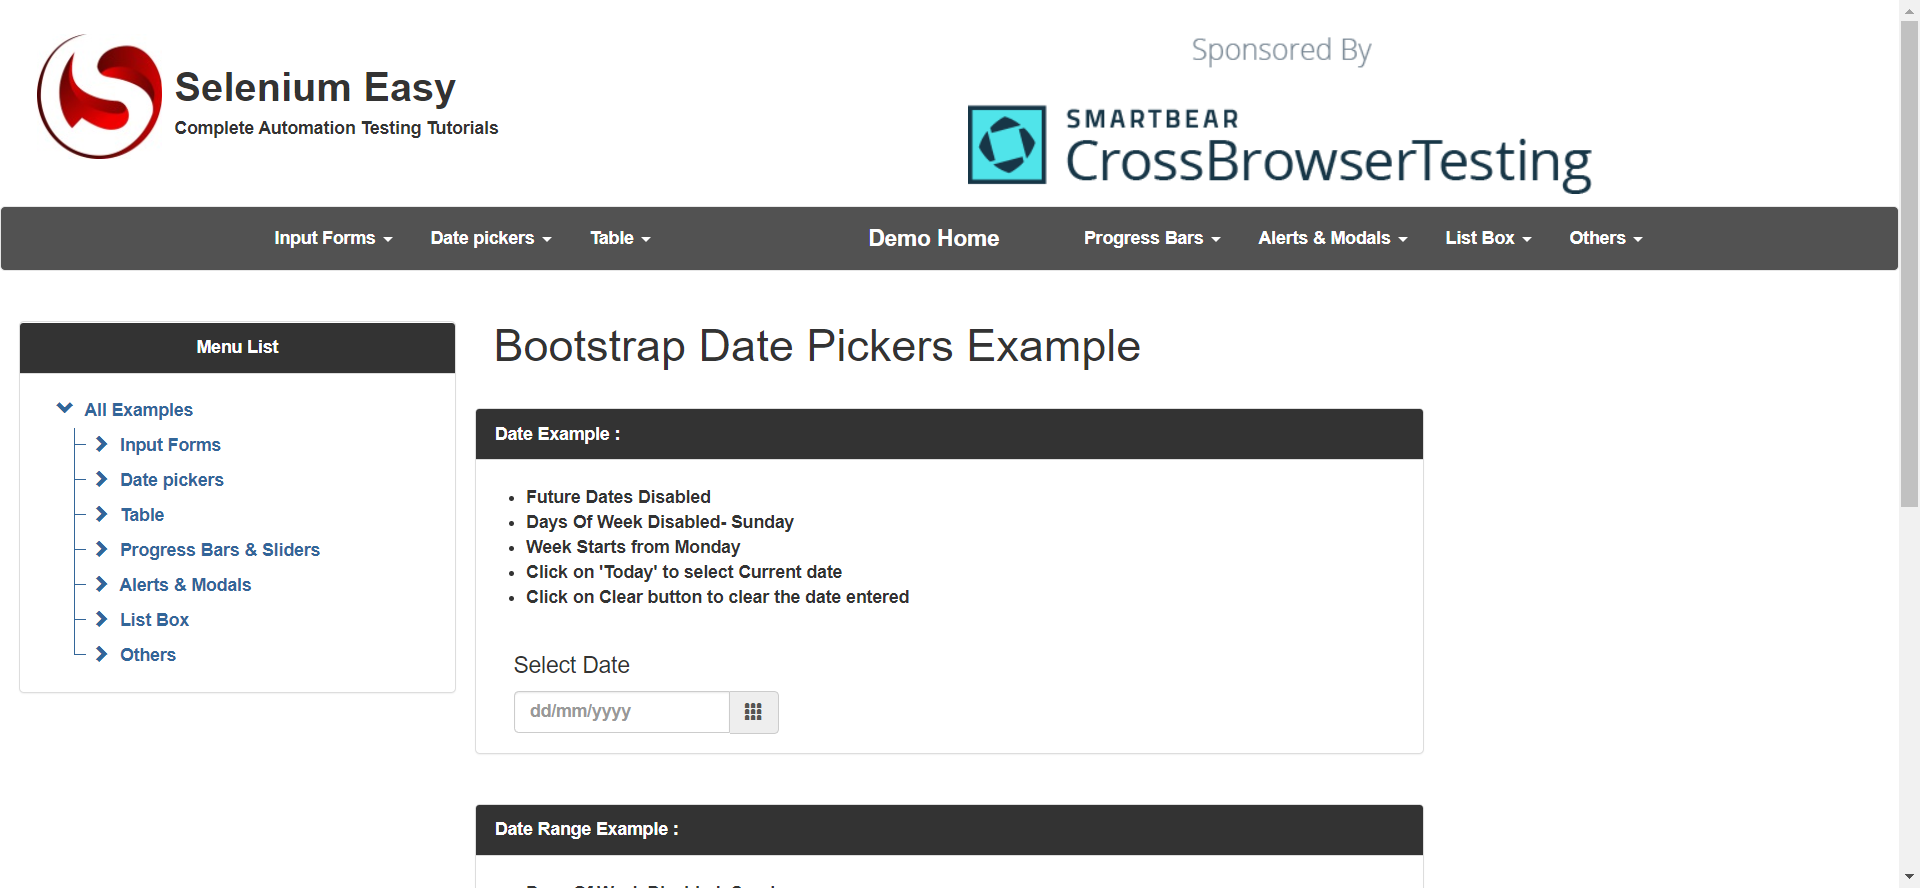 Selenium Easy
Complete Automation Testing Tutorials
Sponsored By
SMARTBEAR
CrossBrowserTesting
Input Forms Date pickers Table Demo Home Progress Bars Alerts & Modals List Box Others
Menu List
All Examples
Input Forms
Date pickers
Table
Progress Bars & Sliders
Alerts & Modals
List Box
Others
Bootstrap Date Pickers Example
Date Example :
Future Dates Disabled
Days Of Week Disabled- Sunday
Week Starts from Monday
Click on 'Today' to select Current date
Click on Clear button to clear the date entered
Select Date
dd/mm/yyyy
Date Range Example :